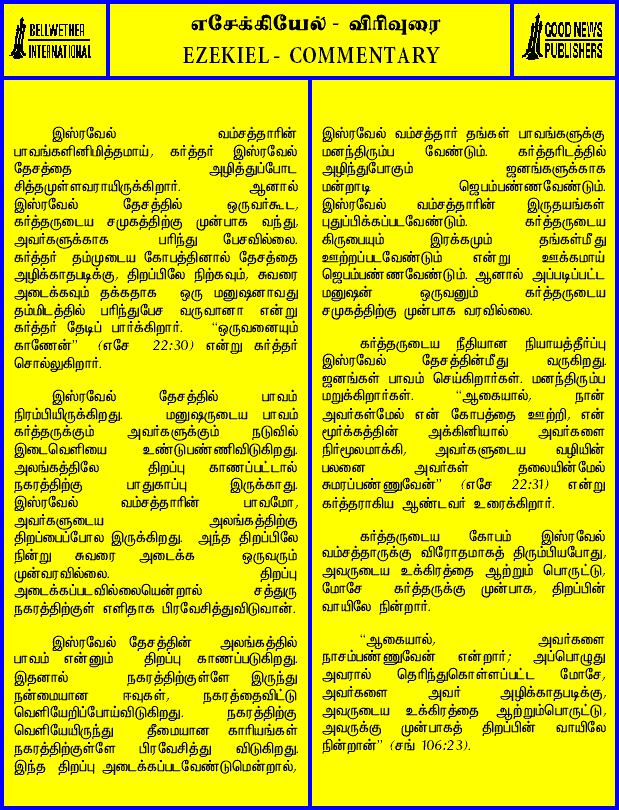 BELLWETHER
INTERNATIONAL
எசேக்கியேல் - விரிவுரை
EZEKIEL - COMMENTARY
GOOD NEWS
PUBLISHERS
இஸ்ரவேல் வம்சத்தாரின்
பாவங்களினிமித்தமாய், கர்த்தர் இஸ்ரவேல்
தேசத்தை அழித்துப்போட
சித்தமுள்ளவராயிருக்கிறார். ஆனால்
இஸ்ரவேல் தேசத்தில் ஒருவர்கூட,
கர்த்தருடைய சமுகத்திற்கு முன்பாக வந்து,
அவர்களுக்காக பரிந்து பேசவில்லை.
கர்த்தர் தம்முடைய கோபத்தினால் தேசத்தை
அழிக்காதபடிக்கு, திறப்பிலே நிற்கவும், சுவரை
அடைக்கவும் தக்கதாக ஒரு மனுஷனாவது
தம்மிடத்தில் பரிந்துபேச வருவானா என்று
கர்த்தர் தேடிப் பார்க்கிறார். "ஒருவனையும்
காணேன்" (எசே 22:30) என்று கர்த்தர்
சொல்லுகிறார்.
இஸ்ரவேல் தேசத்தில் பாவம்
நிரம்பியிருக்கிறது. மனுஷருடைய பாவம்
கர்த்தருக்கும் அவர்களுக்கும் நடுவில்
இடைவெளியை உண்டுபண்ணிவிடுகிறது.
அலங்கத்திலே திறப்பு காணப்பட்டால்
நகரத்திற்கு பாதுகாப்பு இருக்காது.
இஸ்ரவேல் வம்சத்தாரின் பாவமோ,
அவர்களுடைய அலங்கத்திற்கு
திறப்பைப்போல இருக்கிறது. அந்த திறப்பிலே
நின்று சுவரை அடைக்க ஒருவரும்
முன்வரவில்லை. திறப்பு
அடைக்கப்படவில்லையென்றால் சத்துரு
நகரத்திற்குள் எளிதாக பிரவேசித்துவிடுவான்.
இஸ்ரவேல் தேசத்தின் அலங்கத்தில்
பாவம் என்னும் திறப்பு காணப்படுகிறது.
இதனால் நகரத்திற்குள்ளே இருந்து
நன்மையான ஈவுகள், நகரத்தைவிட்டு
வெளியேறிப்போய்விடுகிறது. நகரத்திற்கு
வெளியேயிருந்து தீமையான காரியங்கள்
நகரத்திற்குள்ளே பிரவேசித்து விடுகிறது.
இந்த திறப்பு அடைக்கப்படவேண்டுமென்றால்,
இஸ்ரவேல் வம்சத்தார் தங்கள் பாவங்களுக்கு
மனந்திரும்ப வேண்டும். கர்த்தரிடத்தில்
அழிந்துபோகும் ஜனங்களுக்காக
மன்றாடி ஜெபம்பண்ணவேண்டும்.
இஸ்ரவேல் வம்சத்தாரின் இருதயங்கள்
புதுப்பிக்கப்படவேண்டும். கர்த்தருடைய
கிருபையும் இரக்கமும் தங்கள்மீது
ஊற்றப்படவேண்டும் என்று ஊக்கமாய்
ஜெபம்பண்ணவேண்டும். ஆனால் அப்படிப்பட்ட
மனுஷன் ஒருவனும் கர்த்தருடைய
சமுகத்திற்கு முன்பாக வரவில்லை.
கர்த்தருடைய நீதியான நியாயத்தீர்ப்பு
இஸ்ரவேல் தேசத்தின்மீது வருகிறது.
ஜனங்கள் பாவம் செய்கிறார்கள். மனந்திரும்ப
மறுக்கிறார்கள். "ஆகையால், நான்
அவர்கள்மேல் என் கோபத்தை ஊற்றி, என்
மூர்க்கத்தின் அக்கினியால் அவர்களை
நிர்மூலமாக்கி, அவர்களுடைய வழியின்
பலனை அவர்கள் தலையின்மேல்
சுமரப்பண்ணுவேன்" (எசே 22:31) என்று
கர்த்தராகிய ஆண்டவர் உரைக்கிறார்.
கர்த்தருடைய கோபம் இஸ்ரவேல்
வம்சத்தாருக்கு விரோதமாகத் திரும்பியபோது,
அவருடைய உக்கிரத்தை ஆற்றும் பொருட்டு,
மோசே கர்த்தருக்கு முன்பாக, திறப்பின்
வாயிலே நின்றார்.
"ஆகையால், அவர்களை
நாசம்பண்ணுவேன் என்றார்; அப்பொழுது
அவரால் தெரிந்துகொள்ளப்பட்ட மோசே,
அவர்களை அவர் அழிக்காதபடிக்கு,
அவருடைய உக்கிரத்தை ஆற்றும்பொருட்டு,
அவருக்கு முன்பாகத் திறப்பின் வாயிலே
நின்றான்" (சங் 106:23).